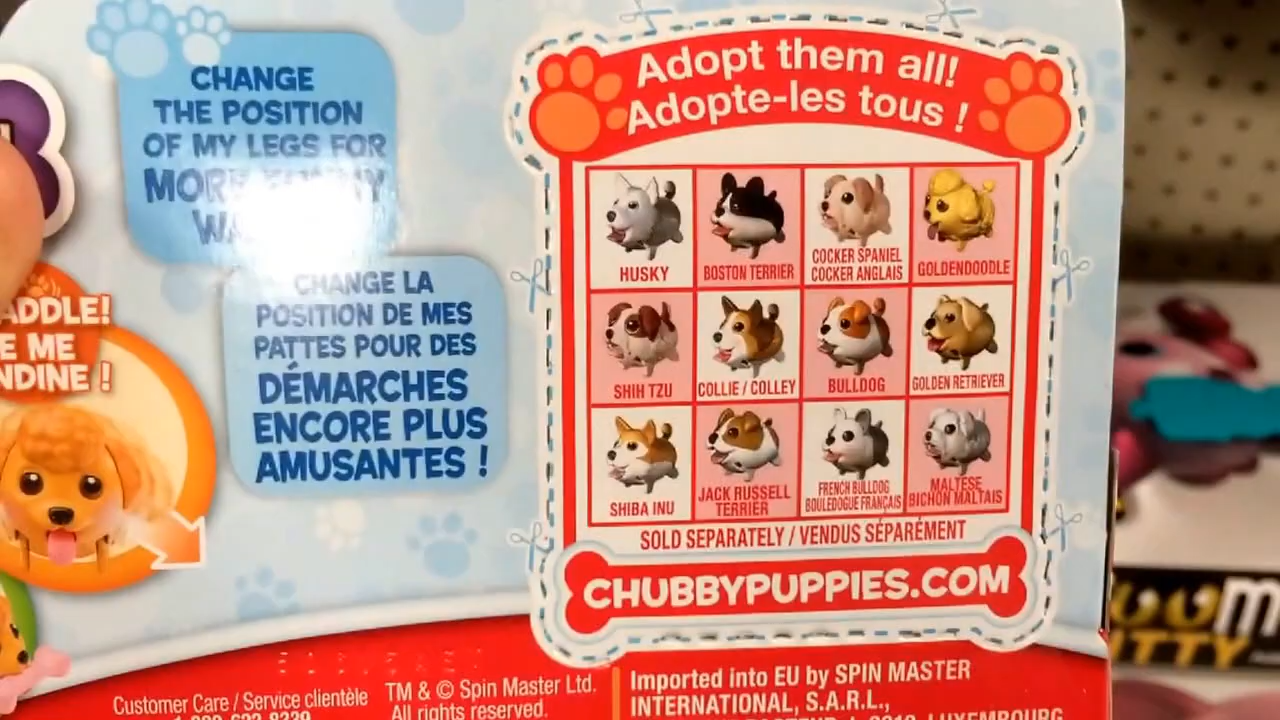 CHANGE
THE POSITION
OF MY LEGS FOR
MORE FUNNY
CHANGE LA
POSITION DE MES
PATTES POUR DES
DÉMARCHES
ENCORE PLUS
AMUSANTES !
ADDLE!
E ME
NDINE !
Adopt them all!
Adopte-les tous !
HUSKY
BOSTON TERRIER
COCKER SPANIEL
COCKER ANGLAIS
GOLDENDOODLE
SHIH TZU
COLLIE / COLLEY
BULLDOG
GOLDEN RETRIEVER
SHIBA INU
JACK RUSSELL
TERRIER
FRENCH BULLDOG
BOULEDOGUE FRANÇAIS
MALTESE
BICHON MALTAIS
SOLD SEPARATELY / VENDUS SÉPARÉMENT
CHUBBYPUPPIES.COM
Customer Care / Service clientèle
TM & © Spin Master Ltd.
All rights reserved.
Imported into EU by SPIN MASTER
INTERNATIONAL, S.A.R.L.,
LUXEMBOURG